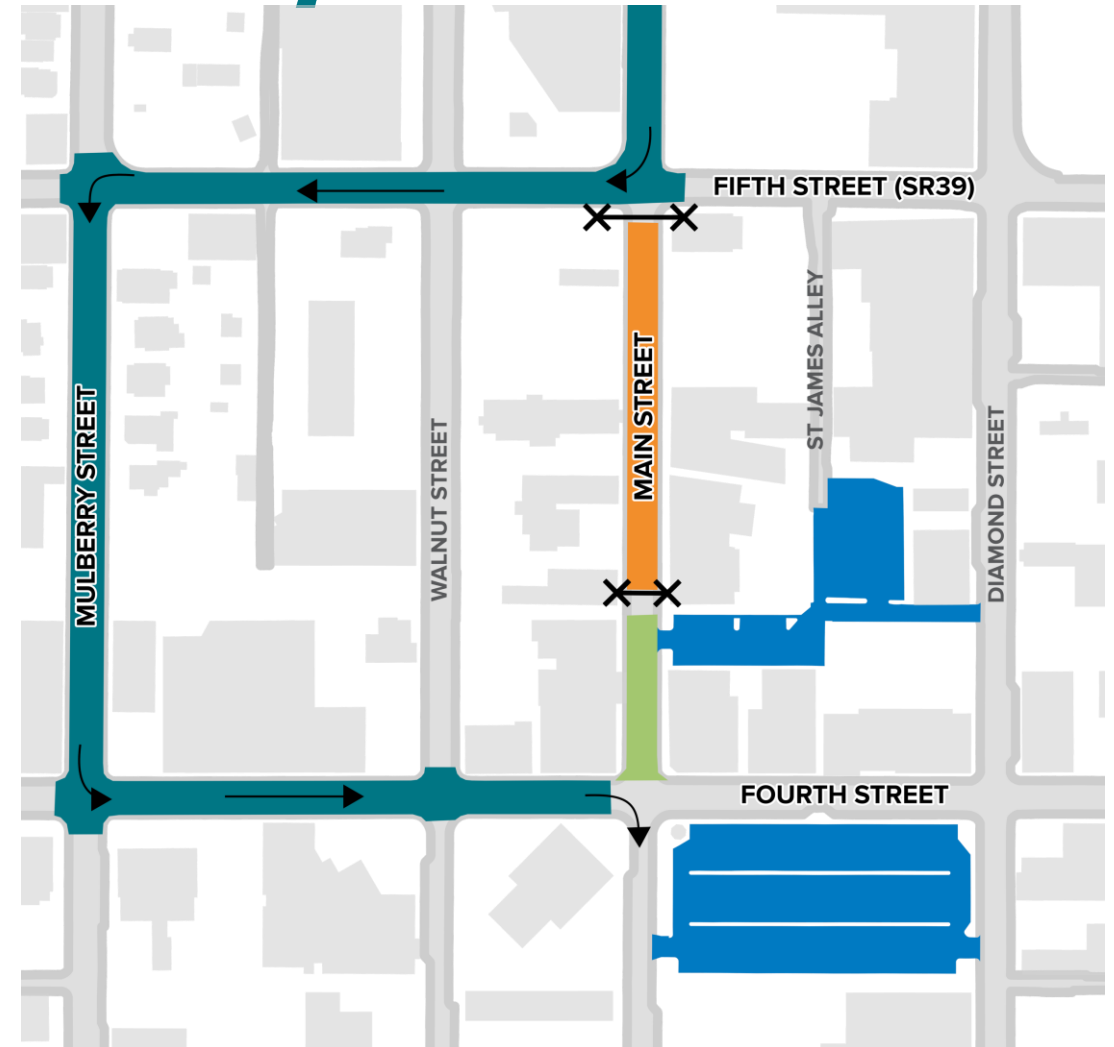 FIFTH STREET (SR39)
MULBERRY STREET
WALNUT STREET
MAIN STREET
ST JAMES ALLEY
DIAMOND STREET
FOURTH STREET